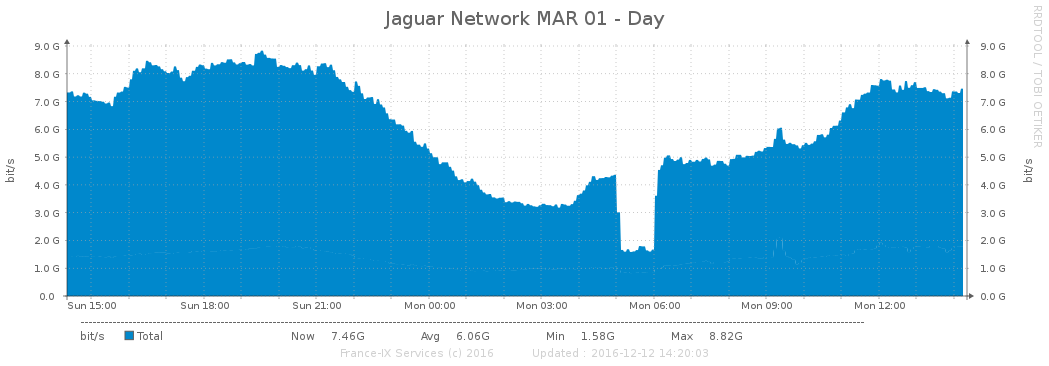 Jaguar Network MAR 01 - Day
RRDTOOL / TOBI OETIKER
bit/s
9.0 G
8.0 G
7.0 G
6.0 G
5.0 G
4.0 G
3.0 G
2.0 G
1.0 G
0.0
9.0 G
8.0 G
7.0 G
6.0 G
5.0 G
4.0 G
3.0 G
2.0 G
1.0 G
0.0 G
bit/s
Sun 15:00 Sun 18:00 Sun 21:00 Mon 00:00 Mon 03:00 Mon 06:00 Mon 09:00 Mon 12:00
bit/s Total Now 7.46G Avg 6.06G Min 1.58G Max 8.82G
France-IX Services (c) 2016 Updated : 2016-12-12 14:20:03